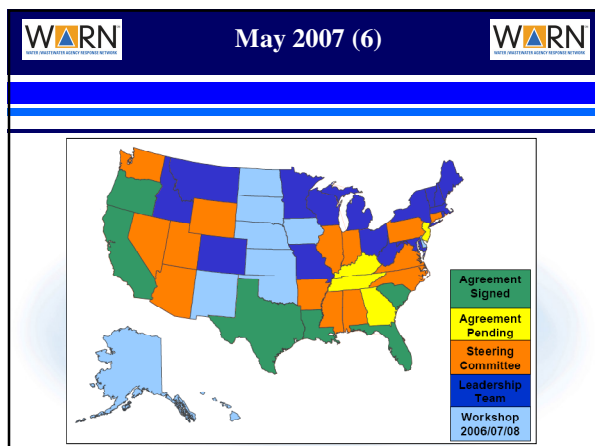 WARN
WATER /WASTEWATER AGENCY RESPONSE NETWORK
May 2007 (6)
WARN
WATER /WASTEWATER AGENCY RESPONSE NETWORK
Agreement
Signed
Agreement
Pending
Steering
Committee
Leadership
Team
Workshop
2006/07/08